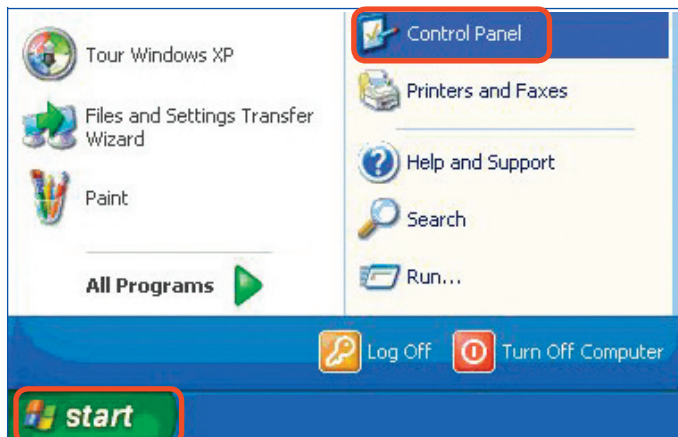 Tour Windows XP
Files and Settings Transfer
Wizard
Paint
All Programs
Control Panel
Printers and Faxes
Help and Support
Search
Run...
Log Off
Turn Off Computer
start